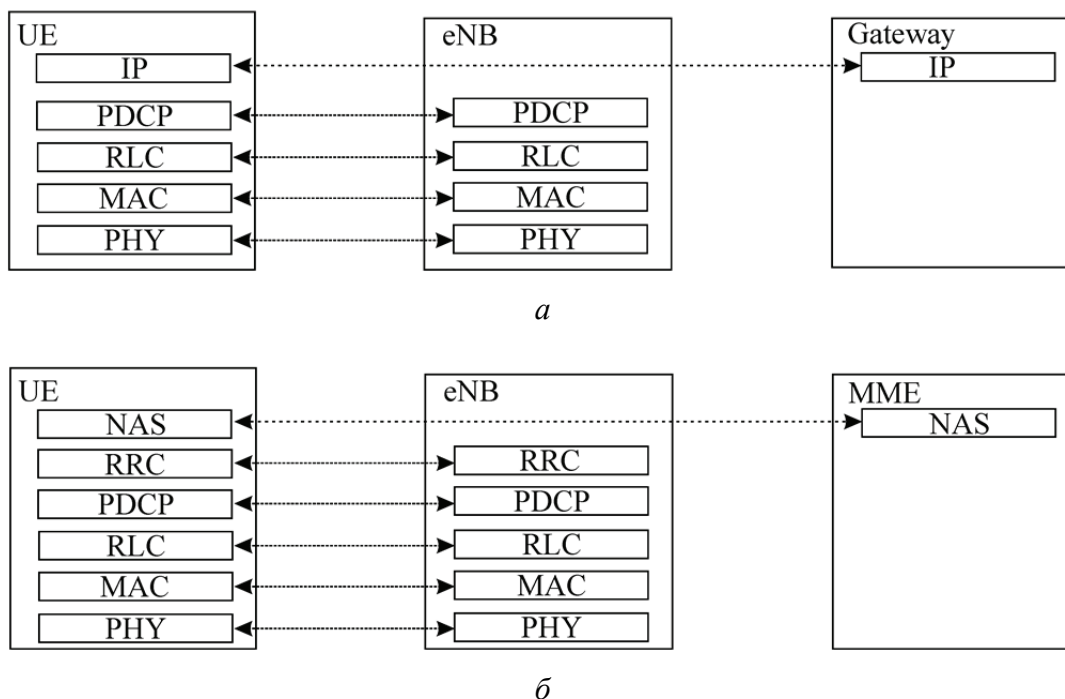 UE eNB Gateway
IP IP
PDCP PDCP
RLC RLC
MAC MAC
PHY PHY
а
UE eNB MME
NAS NAS
RRC RRC
PDCP PDCP
RLC RLC
MAC MAC
PHY PHY
б